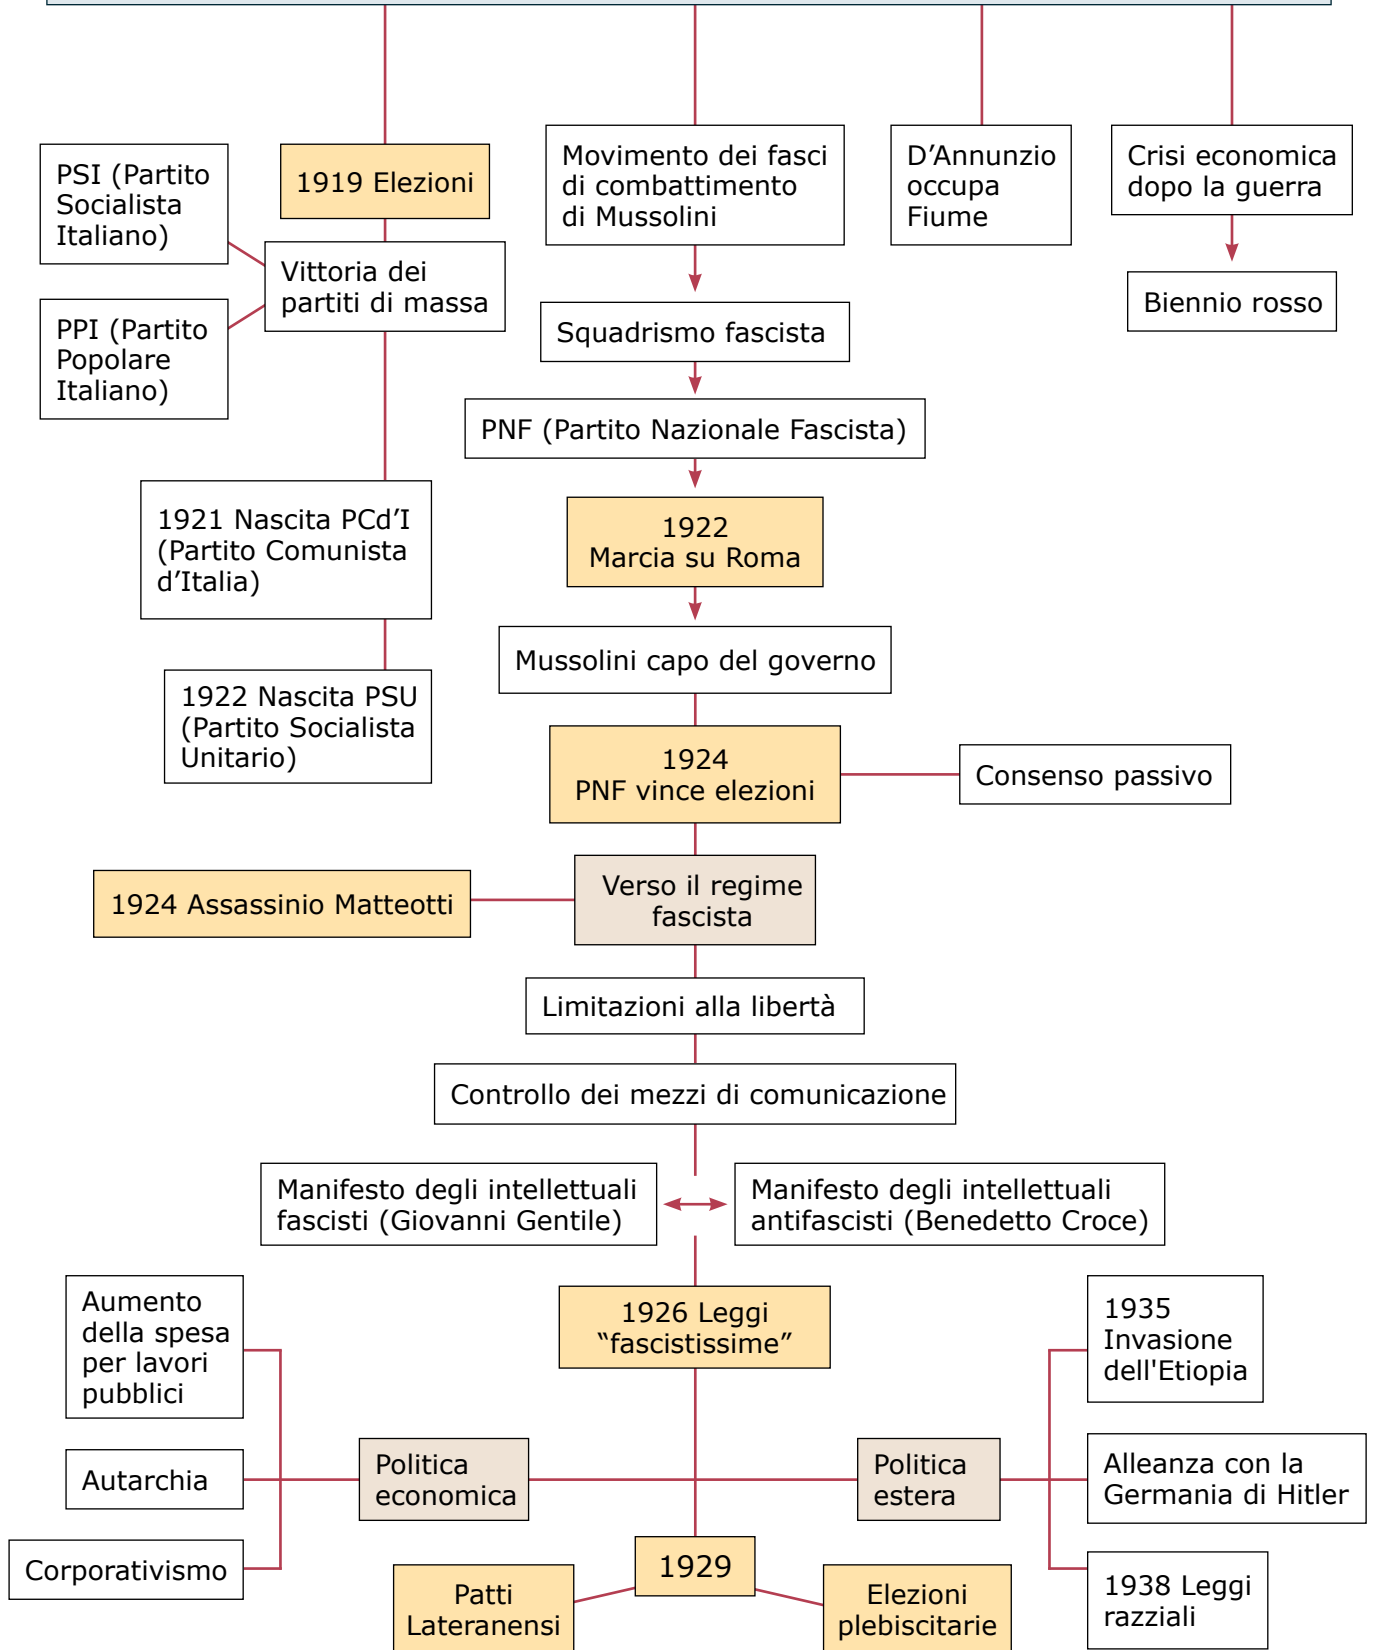 PSI (Partito
Socialista
Italiano)
1919 Elezioni
Movimento dei fasci
di combattimento
di Mussolini
D’Annunzio
occupa
Fiume
Crisi economica
dopo la guerra
Vittoria dei
partiti di massa
PPI (Partito
Popolare
Italiano)
Squadrismo fascista
Biennio rosso
PNF (Partito Nazionale Fascista)
1921 Nascita PCd’I
(Partito Comunista
d’Italia)
1922
Marcia su Roma
Mussolini capo del governo
1922 Nascita PSU
(Partito Socialista
Unitario)
1924
PNF vince elezioni
Consenso passivo
1924 Assassinio Matteotti
Verso il regime
fascista
Limitazioni alla libertà
Controllo dei mezzi di comunicazione
Manifesto degli intellettuali
fascisti (Giovanni Gentile)
Manifesto degli intellettuali
antifascisti (Benedetto Croce)
1926 Leggi
“fascistissime”
Aumento
della spesa
per lavori
pubblici
Autarchia
Corporativismo
Politica
economica
Politica
estera
1935
Invasione
dell'Etiopia
Alleanza con la
Germania di Hitler
1938 Leggi
razziali
1929
Patti
Lateranensi
Elezioni
plebiscitarie